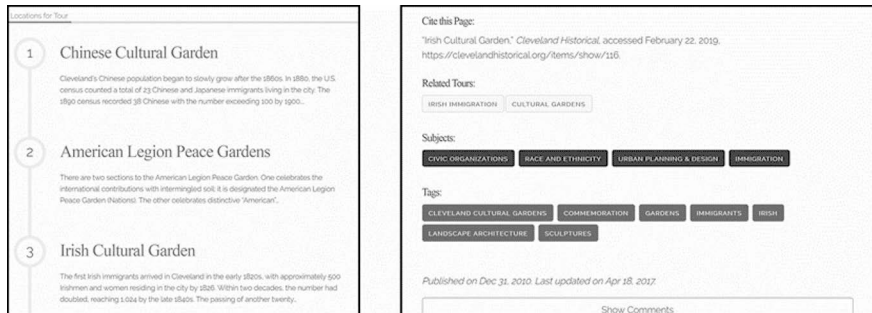 Locations for Tour
1
Chinese Cultural Garden
Cleveland's Chinese population began to slowly grow after the 1860s. In 1880, the U.S.
census counted a total of 23 Chinese and Japanese immigrants living in the city. The
1890 census recorded 38 Chinese with the number exceeding 100 by 1900...
2
American Legion Peace Gardens
There are two sections to the American Legion Peace Garden. One celebrates the
international contributions with intermingled soil; it is designated the American Legion
Peace Garden (Nations). The other celebrates distinctive "American"...
3
Irish Cultural Garden
The first Irish immigrants arrived in Cleveland in the early 1820s, with approximately 500
Irishmen and women residing in the city by 1826. Within two decades, the number had
doubled, reaching 1,024 by the late 1840s. The passing of another twenty...
Cite this Page:
"Irish Cultural Garden," Cleveland Historical, accessed February 22, 2019,
https://clevelandhistorical.org/items/show/116.
Related Tours:
IRISH IMMIGRATION CULTURAL GARDENS
Subjects:
CIVIC ORGANIZATIONS RACE AND ETHNICITY URBAN PLANNING & DESIGN IMMIGRATION
Tags:
CLEVELAND CULTURAL GARDENS COMMEMORATION GARDENS IMMIGRANTS IRISH
LANDSCAPE ARCHITECTURE SCULPTURES
Published on Dec 31, 2010. Last updated on Apr 18, 2017.
Show Comments